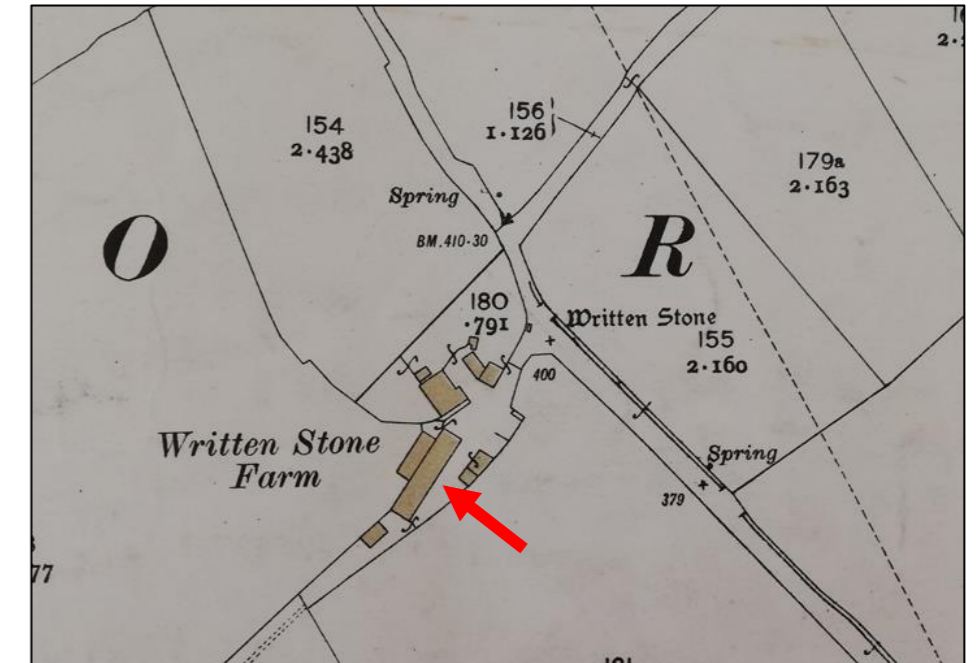 156
1·126
154
2·438
179a
2·163
Spring
O
R
BM.410·30
180
·791
Written Stone
155
2·160
400
Written Stone
Farm
Spring
379
77